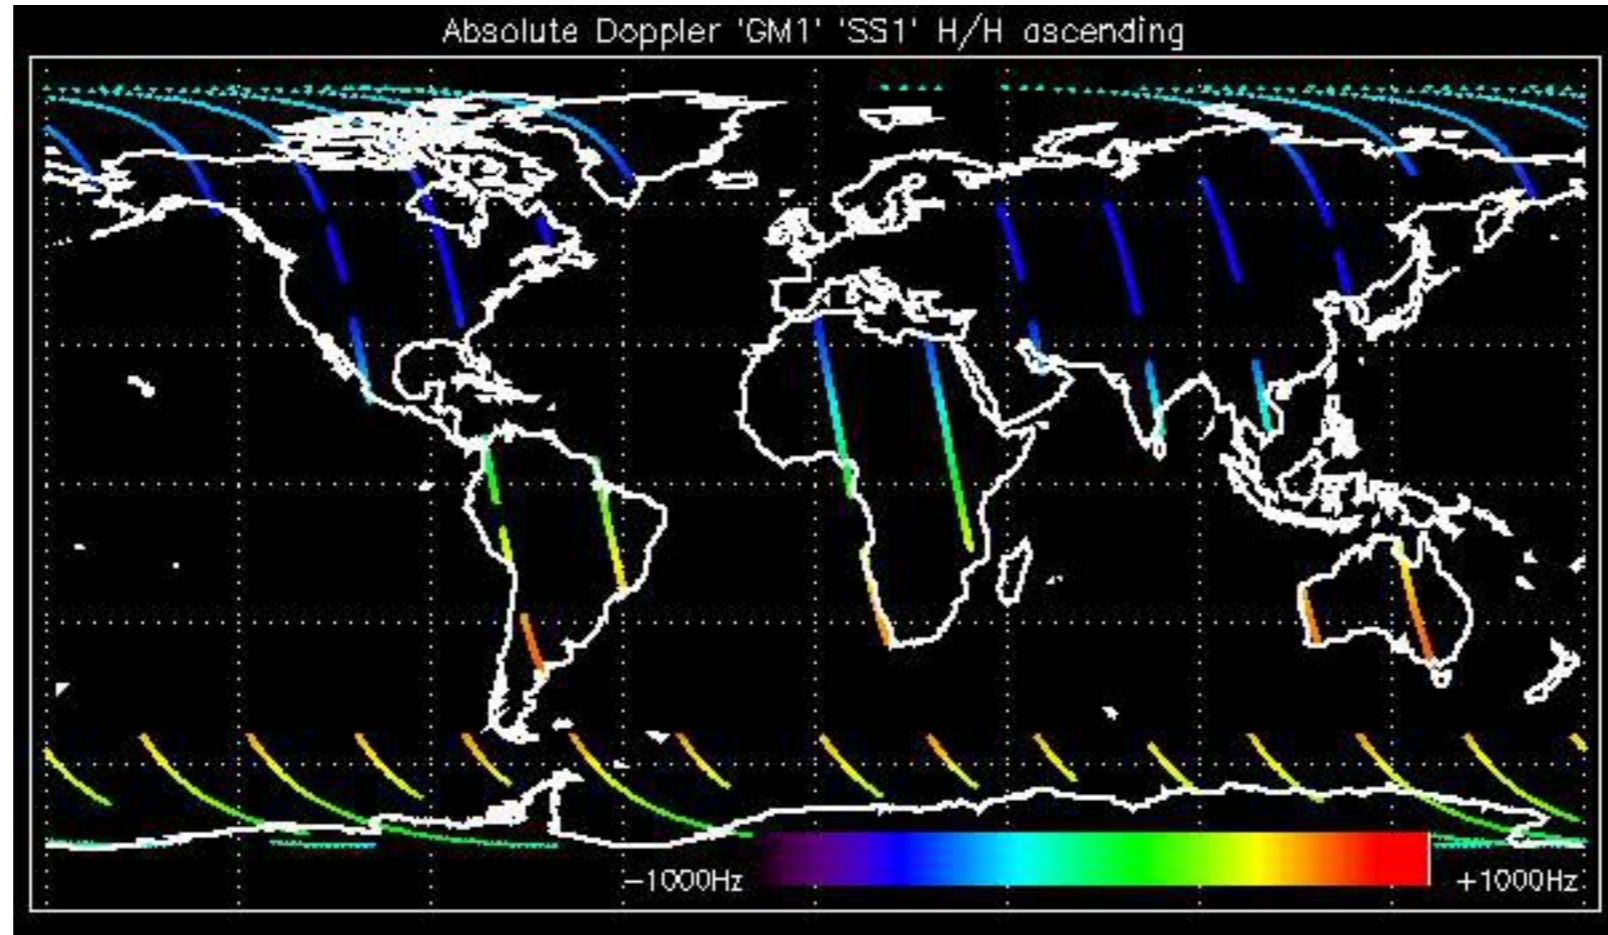 Absolute Doppler 'GM1' 'SS1' H/H ascending
−1000Hz +1000Hz